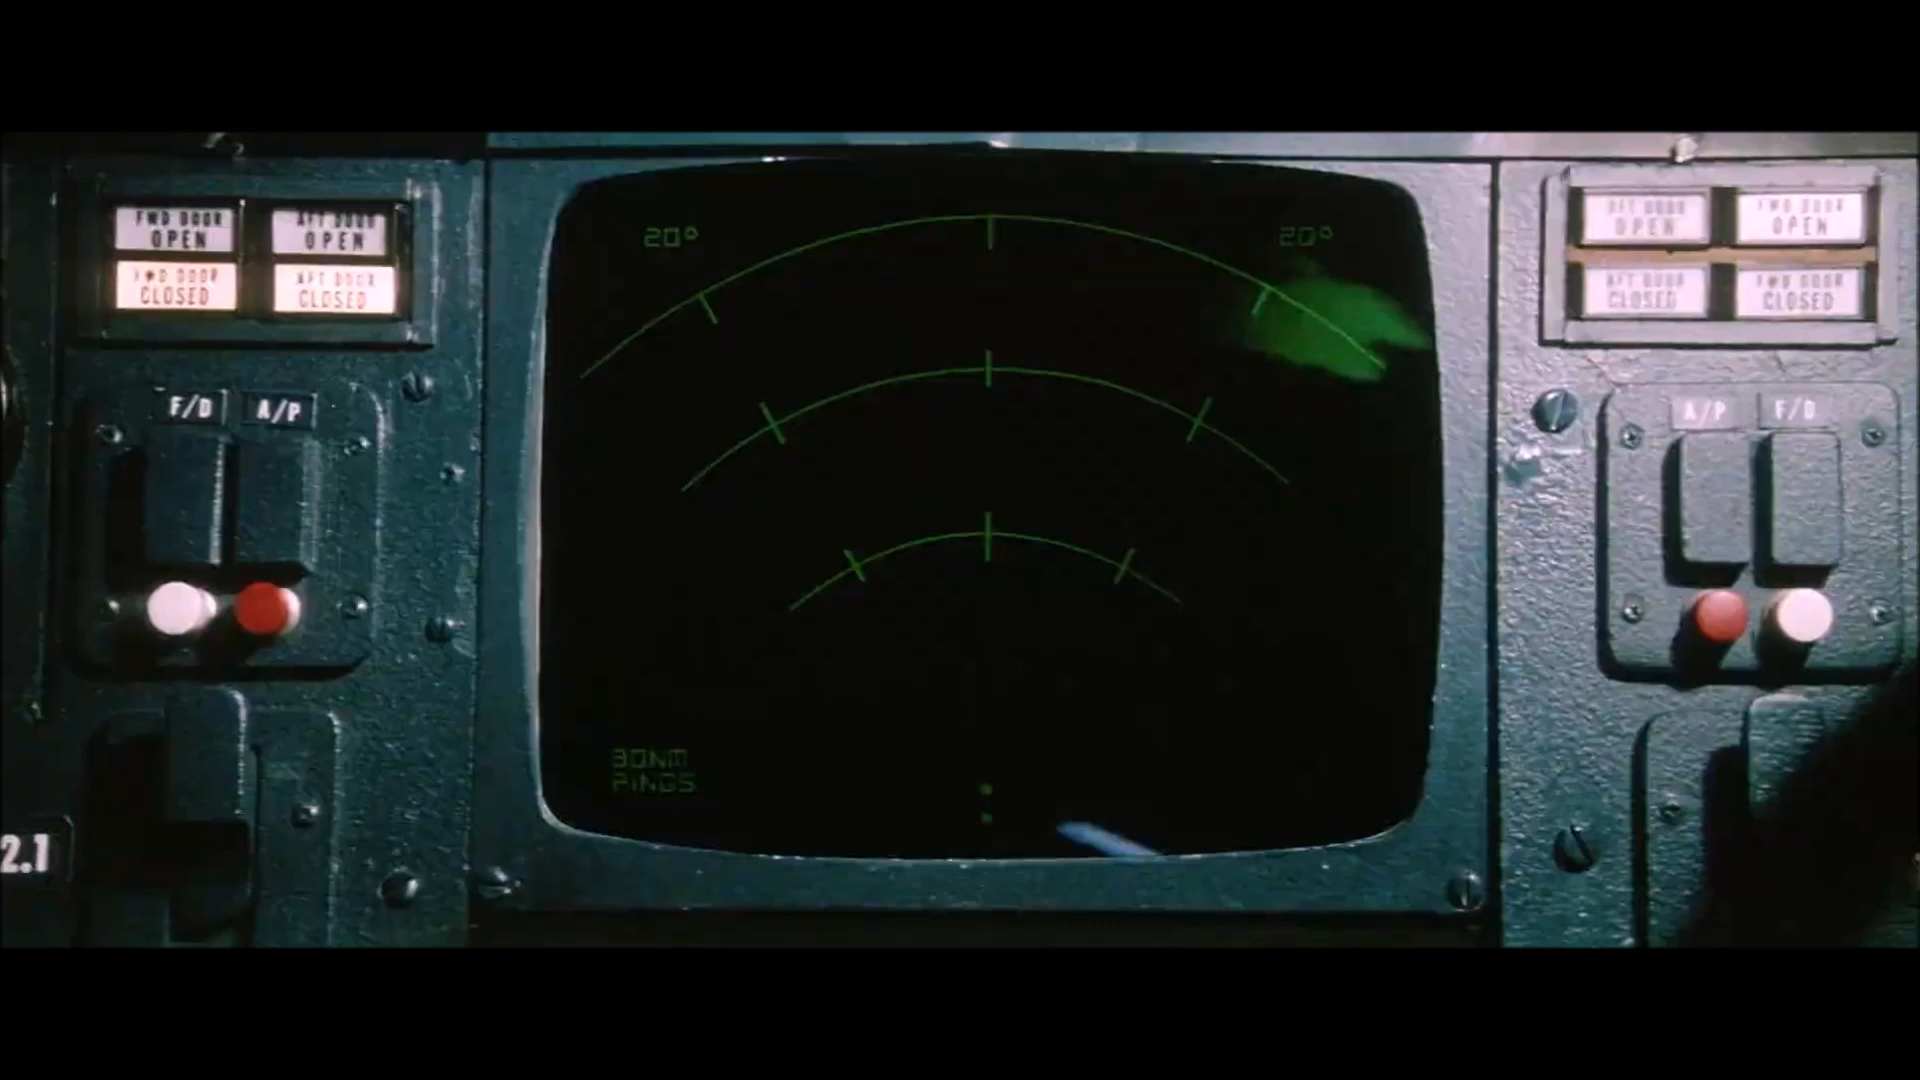 FWD DOOR OPEN
AFT DOOR OPEN
FWD DOOR CLOSED
AFT DOOR CLOSED
F/D
A/P
2.1
20°
20°
30NM
RINGS
AFT DOOR OPEN
FWD DOOR OPEN
AFT DOOR CLOSED
FWD DOOR CLOSED
A/P
F/D